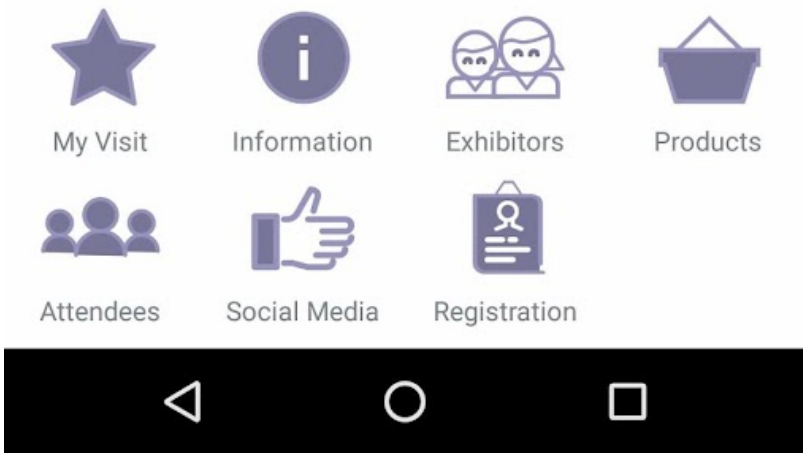 My Visit Information Exhibitors Products
Attendees Social Media Registration